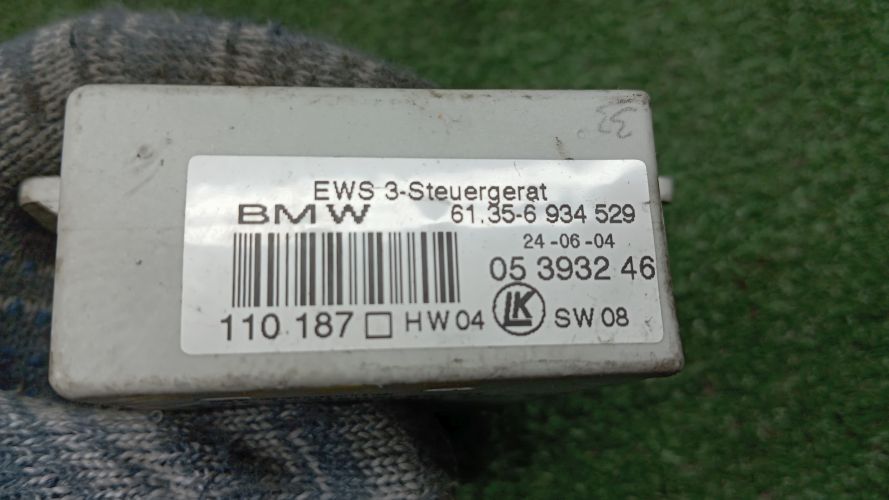 33
EWS 3-Steuergerat
BMW 61.35-6 934 529
24-06-04
05 3932 46
110 187 HW 04 LK SW 08